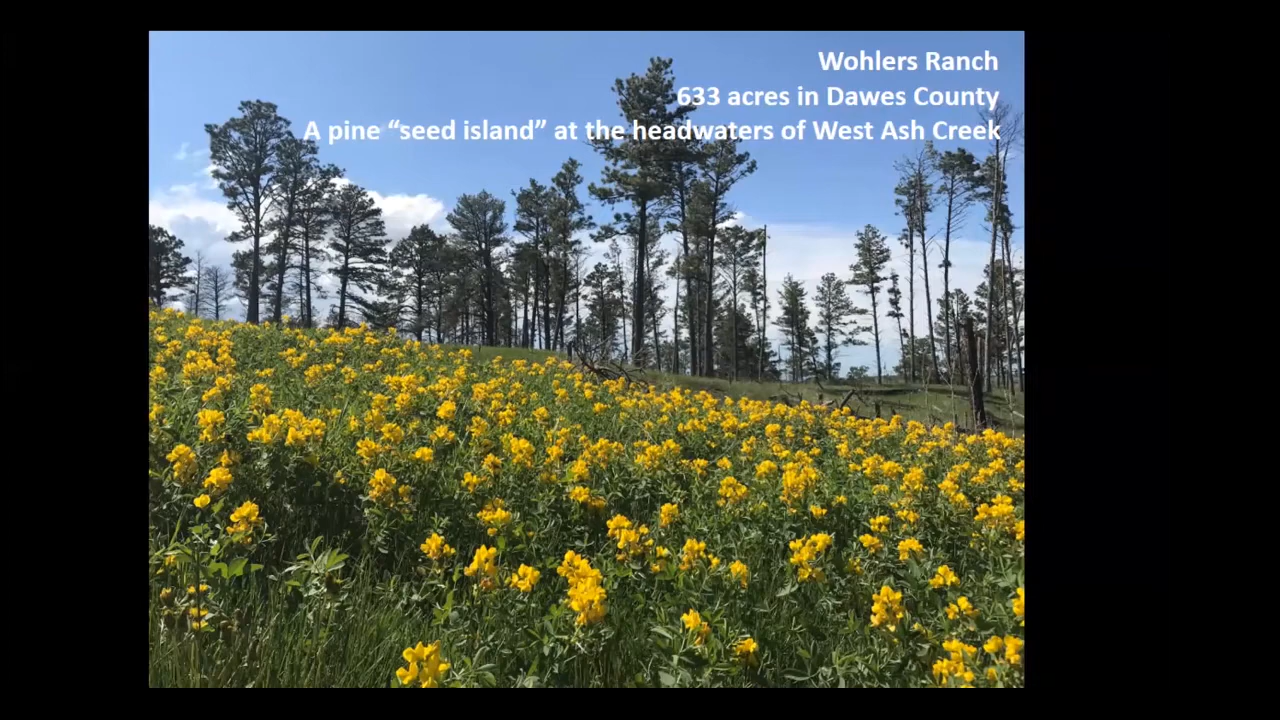 Wohlers Ranch
633 acres in Dawes County
A pine “seed island” at the headwaters of West Ash Creek